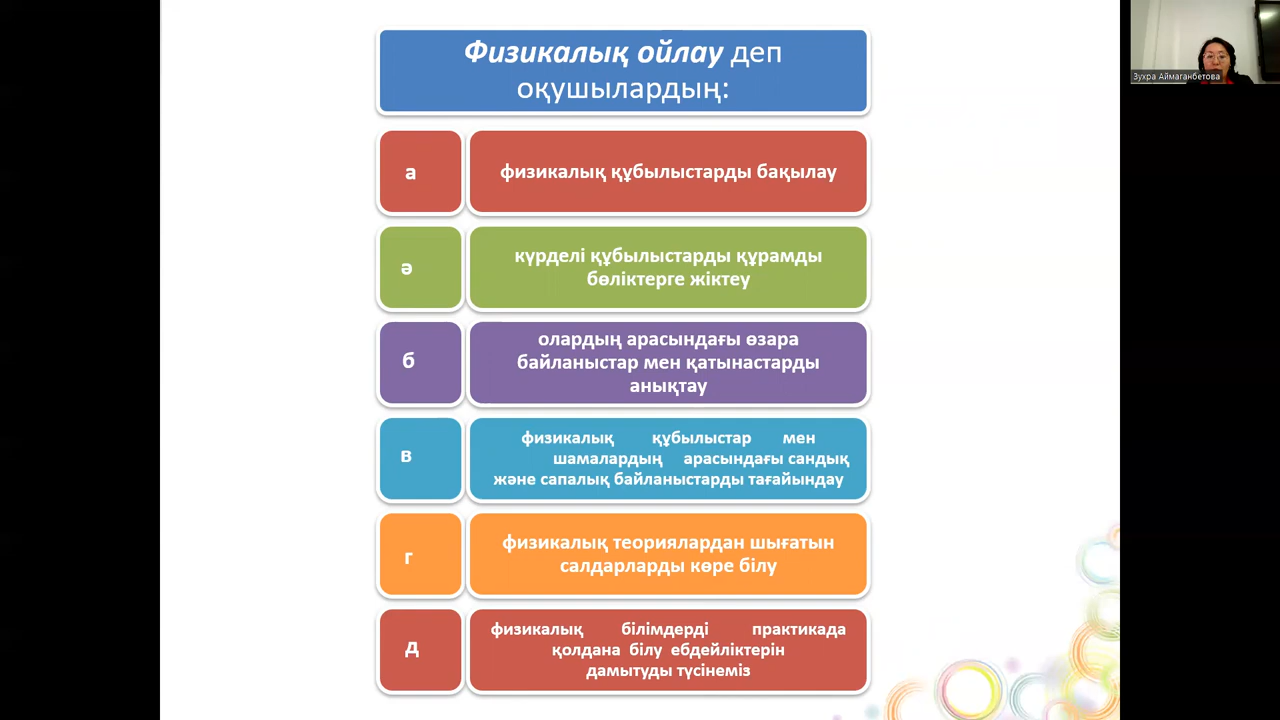 Физикалық ойлау деп
оқушылардың:
а
физикалық құбылыстарды бақылау
ə
күрделі құбылыстарды құрамды
бөліктерге жіктеу
б
олардың арасындағы өзара
байланыстар мен қатынастарды
анықтау
в
физикалық құбылыстар мен
шамалардың арасындағы сандық
және сапалық байланыстарды тағайындау
г
физикалық теориялардан шығатын
салдарларды көре білу
д
физикалық білімдерді практикада
қолдана білу ебдейліктерін
дамытуды түсінеміз
Зухра Аймаганбетова